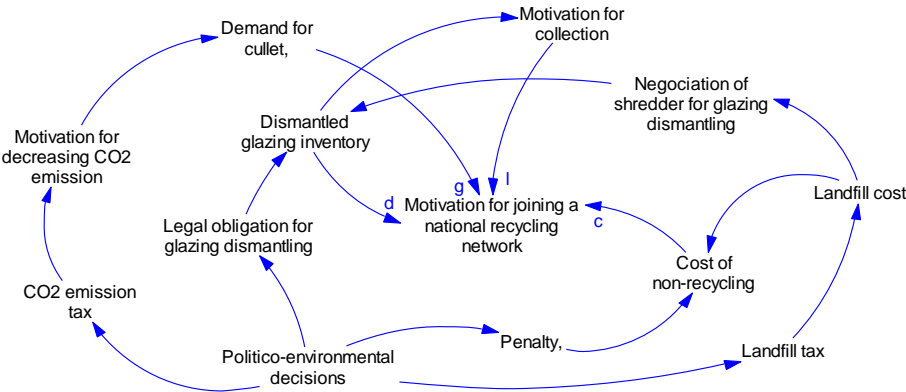 Demand for
cullet,
Motivation for
collection
Negociation of
shredder for glazing
dismantling
Motivation for
decreasing CO2
emission
Dismantled
glazing inventory
d
g
l
Motivation for joining a
national recycling
network
c
Landfill cost
Legal obligation for
glazing dismantling
Cost of
non-recycling
CO2 emission
tax
Politico-environmental
decisions
Penalty,
Landfill tax